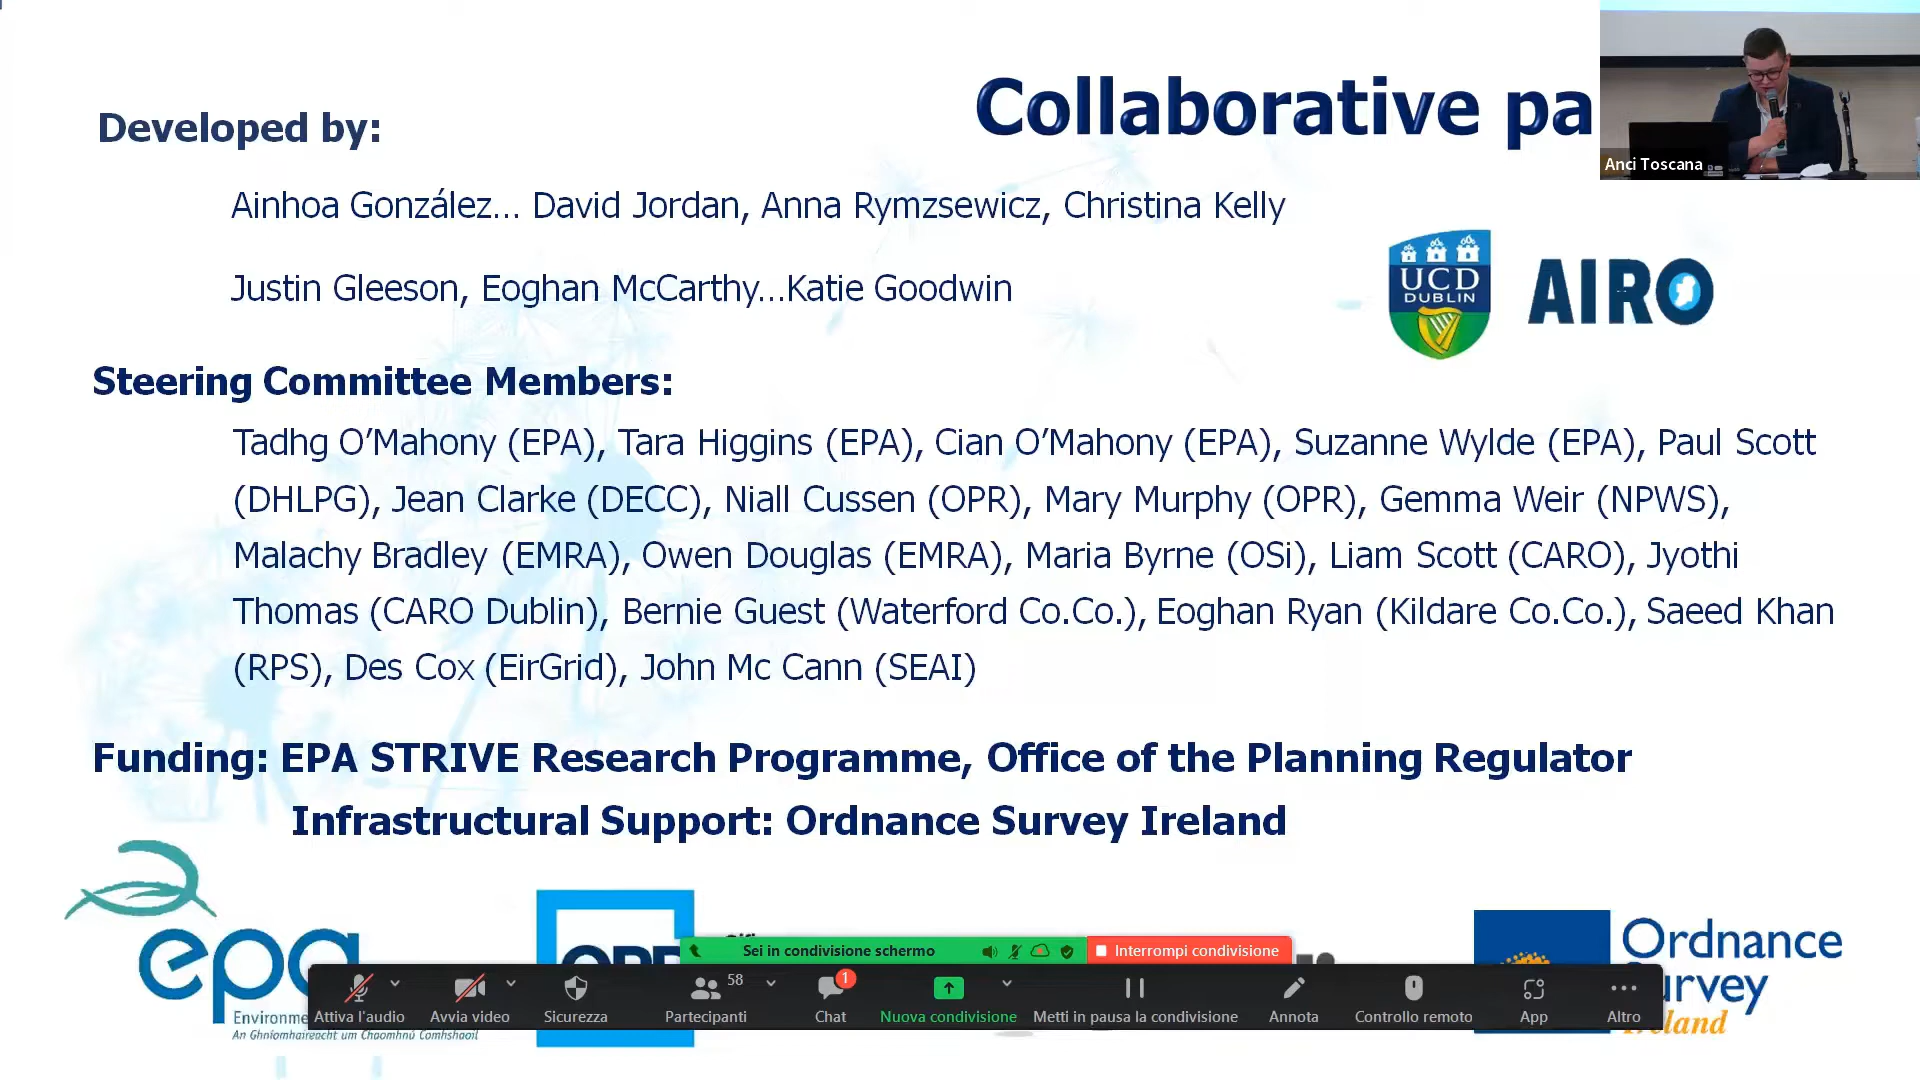 Collaborative pa
Developed by:
Ainhoa González... David Jordan, Anna Rymzsewicz, Christina Kelly
Justin Gleeson, Eoghan McCarthy...Katie Goodwin
UCD
DUBLIN
AIRO
Anci Toscana
Steering Committee Members:
Tadhg O’Mahony (EPA), Tara Higgins (EPA), Cian O’Mahony (EPA), Suzanne Wylde (EPA), Paul Scott
(DHLPG), Jean Clarke (DECC), Niall Cussen (OPR), Mary Murphy (OPR), Gemma Weir (NPWS),
Malachy Bradley (EMRA), Owen Douglas (EMRA), Maria Byrne (OSi), Liam Scott (CARO), Jyothi
Thomas (CARO Dublin), Bernie Guest (Waterford Co.Co.), Eoghan Ryan (Kildare Co.Co.), Saeed Khan
(RPS), Des Cox (EirGrid), John Mc Cann (SEAI)
Funding: EPA STRIVE Research Programme, Office of the Planning Regulator
Infrastructural Support: Ordnance Survey Ireland
epa
An Ghníomhaireacht um Chaomhnú Comhshaoil
OPR
Ordnance
Survey
Ireland
Sei in condivisione schermo
Interrompi condivisione
58
1
Attiva l'audio
Avvia video
Sicurezza
Partecipanti
Chat
Nuova condivisione
Metti in pausa la condivisione
Annota
Controllo remoto
App
Altro